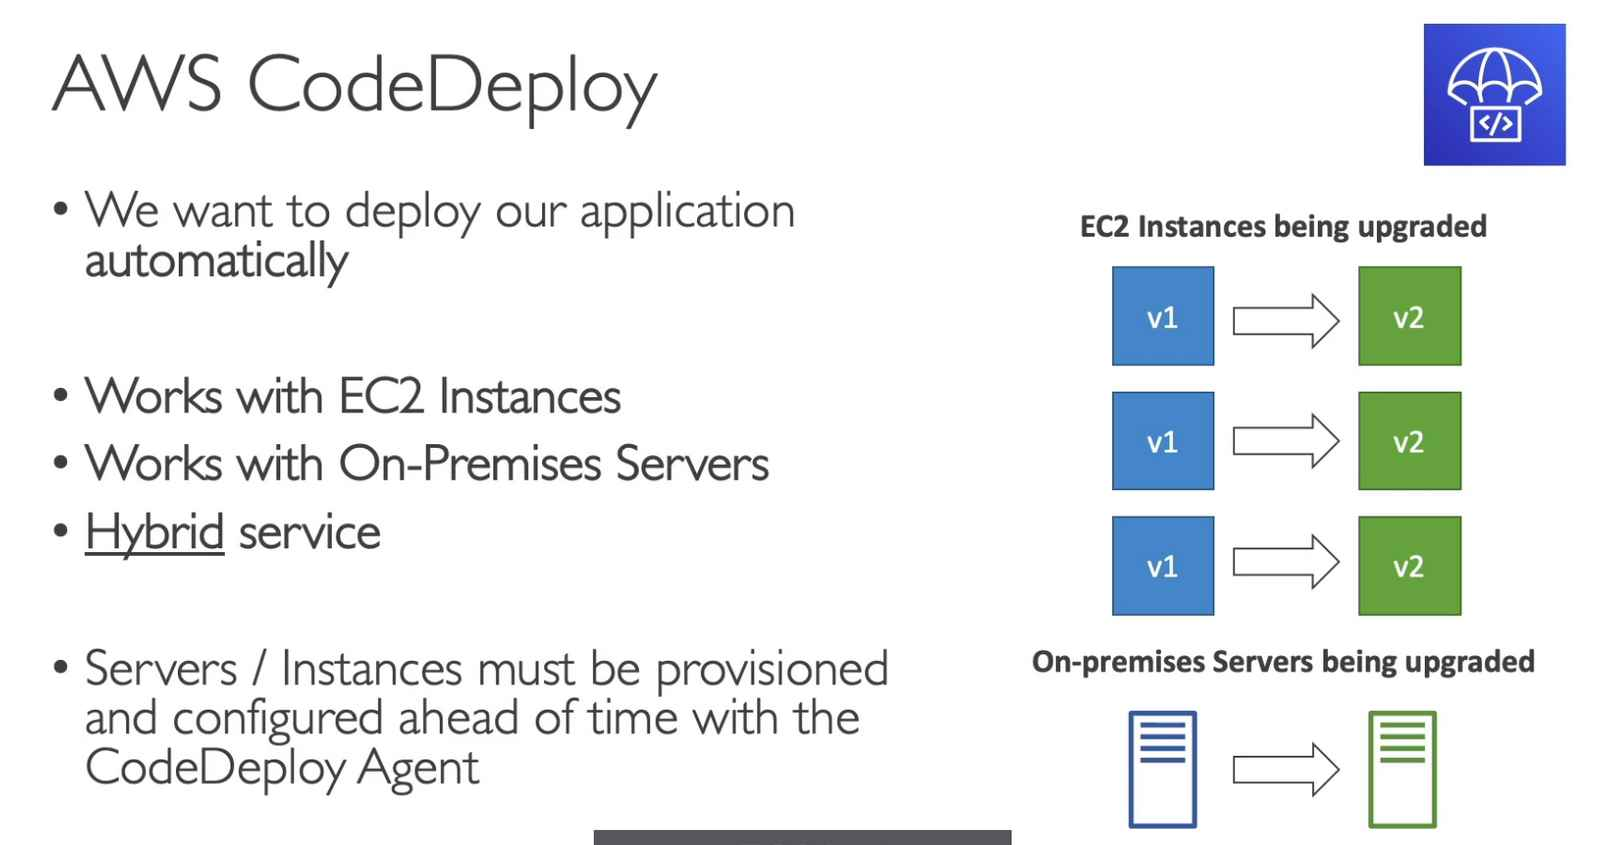 AWS CodeDeploy
</>
• We want to deploy our application
automatically
• Works with EC2 Instances
• Works with On-Premises Servers
• Hybrid service
• Servers / Instances must be provisioned
and configured ahead of time with the
CodeDeploy Agent
EC2 Instances being upgraded
v1 v2
v1 v2
v1 v2
On-premises Servers being upgraded